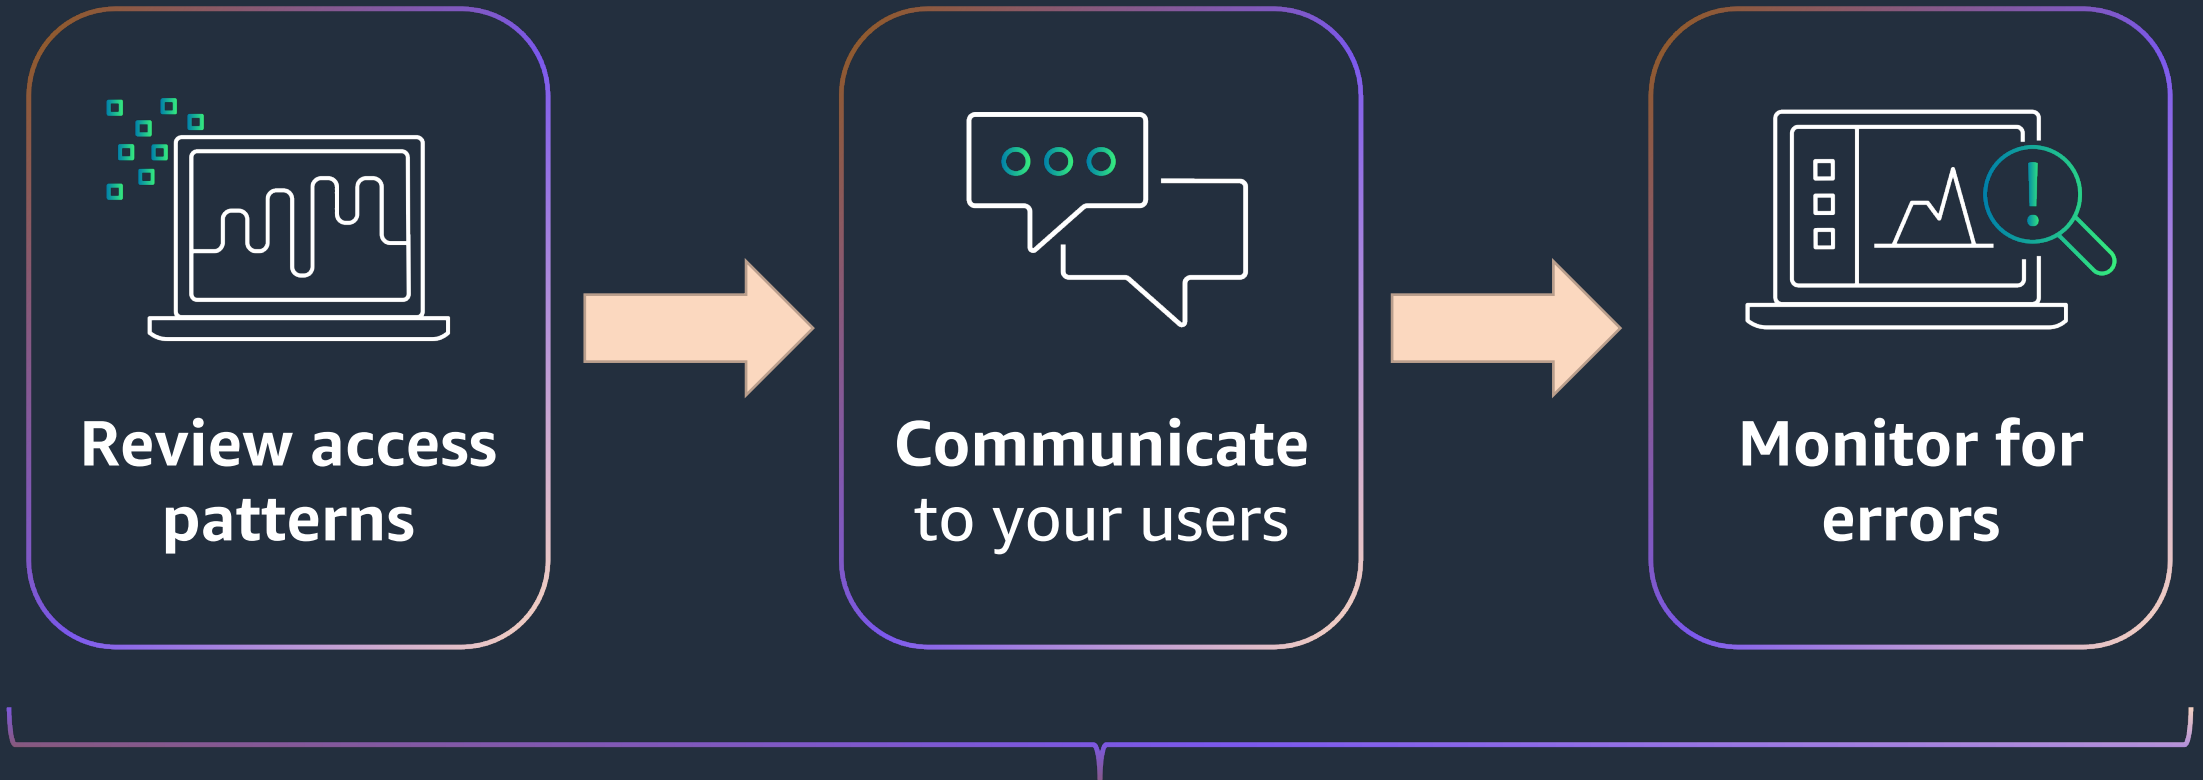 Review access
patterns
Communicate
to your users
Monitor for
errors